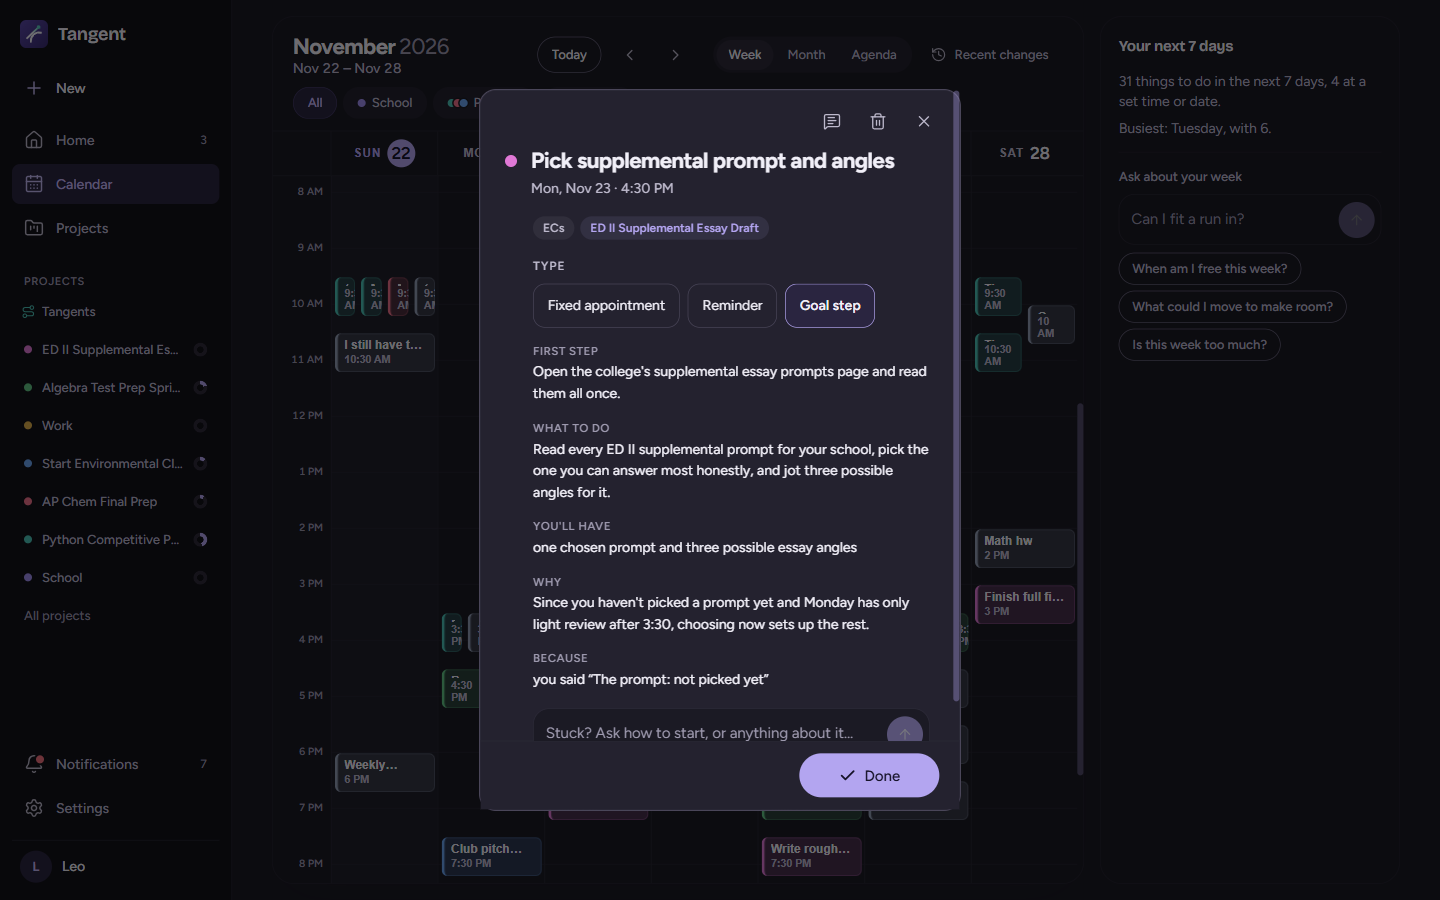 Tangent
New
Home 3
Calendar
Projects
PROJECTS
Tangents
ED II Supplemental Es...
Algebra Test Prep Spri...
Work
Start Environmental Cl...
AP Chem Final Prep
Python Competitive P...
School
All projects
Notifications 7
Settings
L Leo
November 2026
Nov 22 – Nov 28
Today
Week Month Agenda
Recent changes
All School
SUN 22
SAT 28
8 AM
9 AM
10 AM
11 AM
12 PM
1 PM
2 PM
3 PM
4 PM
5 PM
6 PM
7 PM
8 PM
I still have t...
10:30 AM
Weekly...
6 PM
4:30
PM
Club pitch...
7:30 PM
Write rough...
7:30 PM
9:30
AM
10
AM
10:30
AM
Math hw
2 PM
Finish full fi...
3 PM
Pick supplemental prompt and angles
Mon, Nov 23 · 4:30 PM
ECs ED II Supplemental Essay Draft
TYPE
Fixed appointment Reminder Goal step
FIRST STEP
Open the college's supplemental essay prompts page and read
them all once.
WHAT TO DO
Read every ED II supplemental prompt for your school, pick the
one you can answer most honestly, and jot three possible
angles for it.
YOU'LL HAVE
one chosen prompt and three possible essay angles
WHY
Since you haven't picked a prompt yet and Monday has only
light review after 3:30, choosing now sets up the rest.
BECAUSE
you said “The prompt: not picked yet”
Stuck? Ask how to start, or anything about it...
Done
Your next 7 days
31 things to do in the next 7 days, 4 at a
set time or date.
Busiest: Tuesday, with 6.
Ask about your week
Can I fit a run in?
When am I free this week?
What could I move to make room?
Is this week too much?